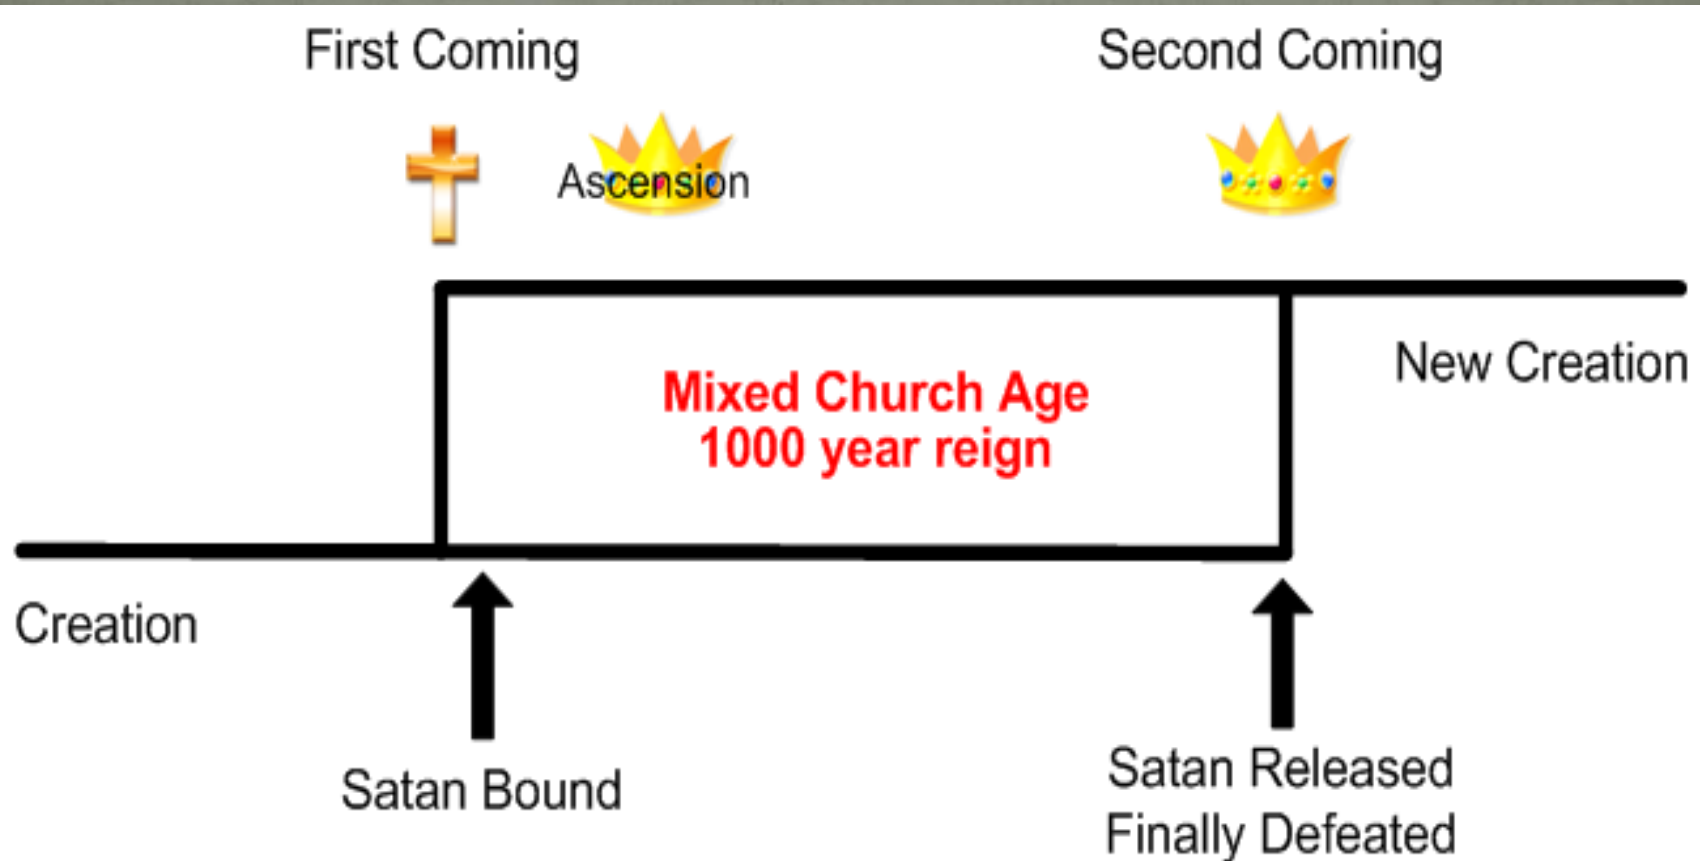 First Coming
Second Coming
Ascension
New Creation
Mixed Church Age
1000 year reign
Creation
Satan Bound
Satan Released
Finally Defeated